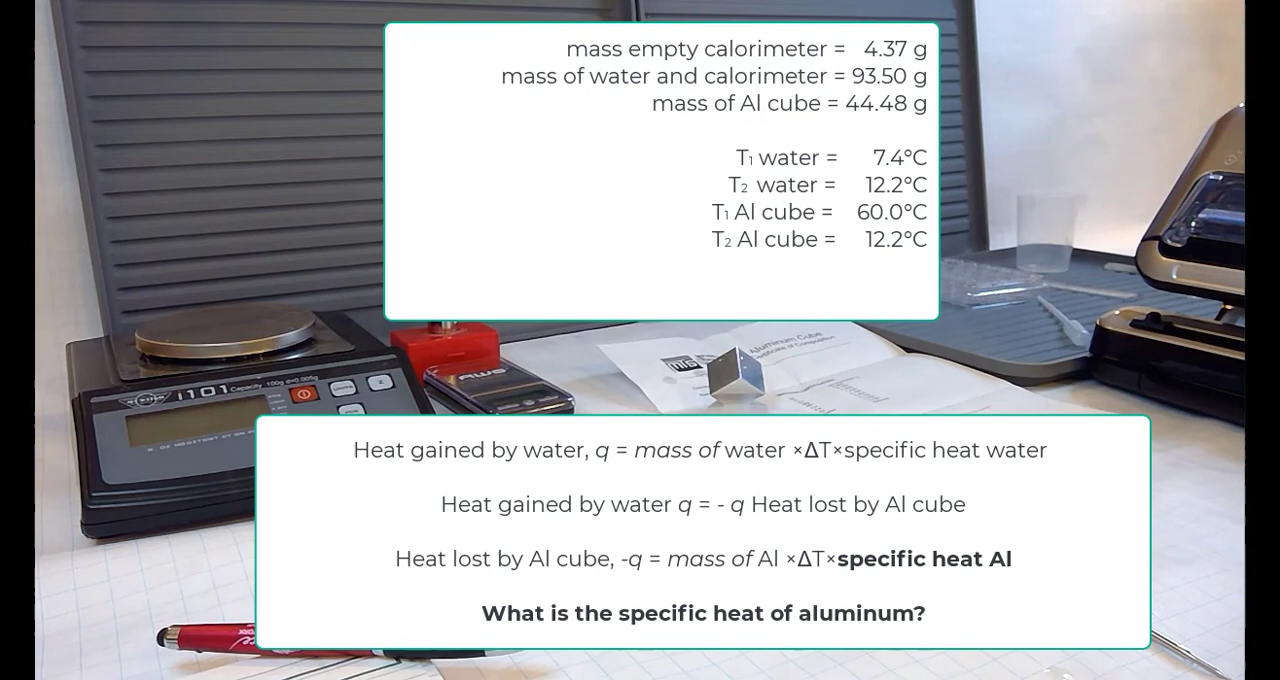 mass empty calorimeter = 4.37 g
mass of water and calorimeter = 93.50 g
mass of Al cube = 44.48 g
T₁ water = 7.4°C
T₂ water = 12.2°C
T₁ Al cube = 60.0°C
T₂ Al cube = 12.2°C
i101 Capacity 100g d=0.005g
AWS
Aluminum Cube
Heat gained by water, q = mass of water ×ΔT×specific heat water
Heat gained by water q = - q Heat lost by Al cube
Heat lost by Al cube, -q = mass of Al ×ΔT×specific heat Al
What is the specific heat of aluminum?